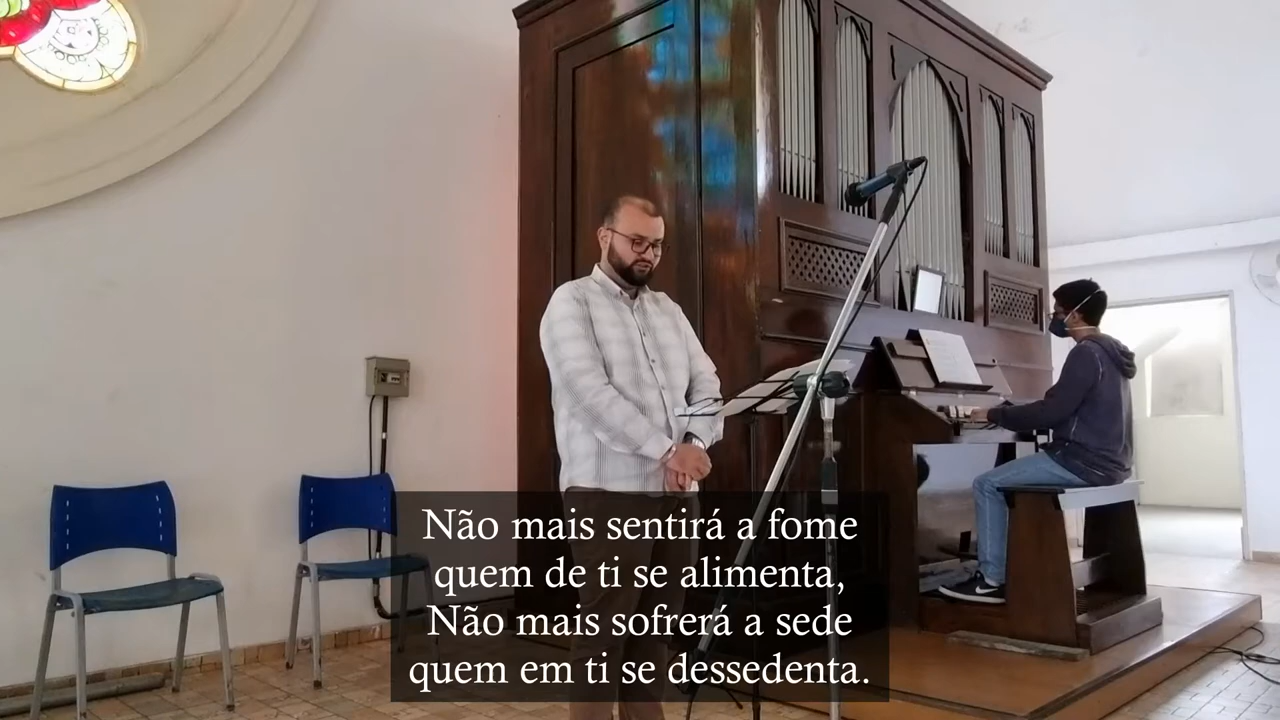 Não mais sentirá a fome
quem de ti se alimenta,
Não mais sofrerá a sede
quem em ti se dessedenta.